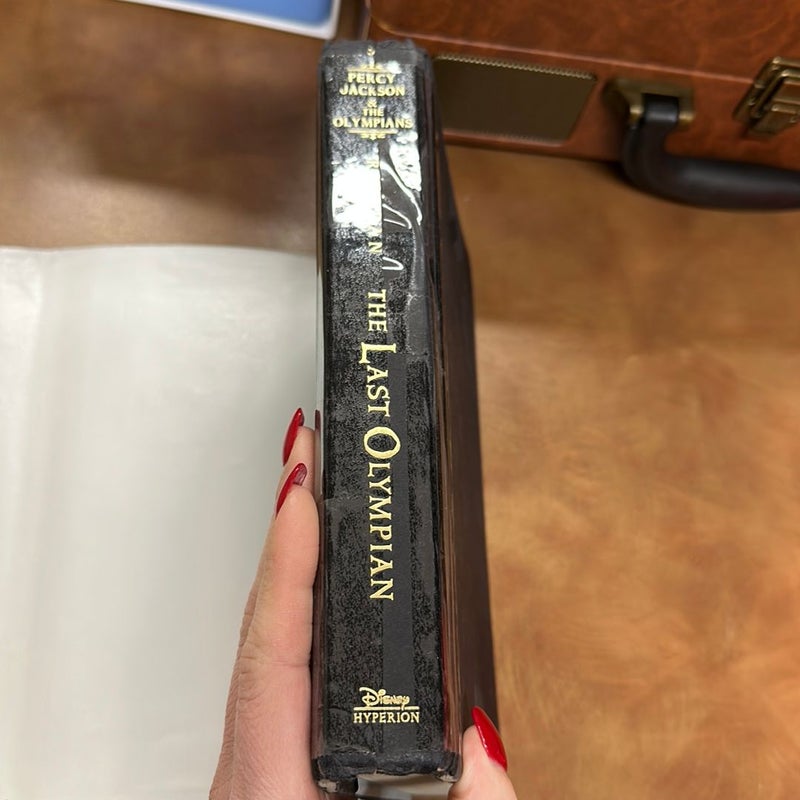 PERCY
JACKSON
&
THE
OLYMPIANS
N
THE LAST OLYMPIAN
Disney
HYPERION